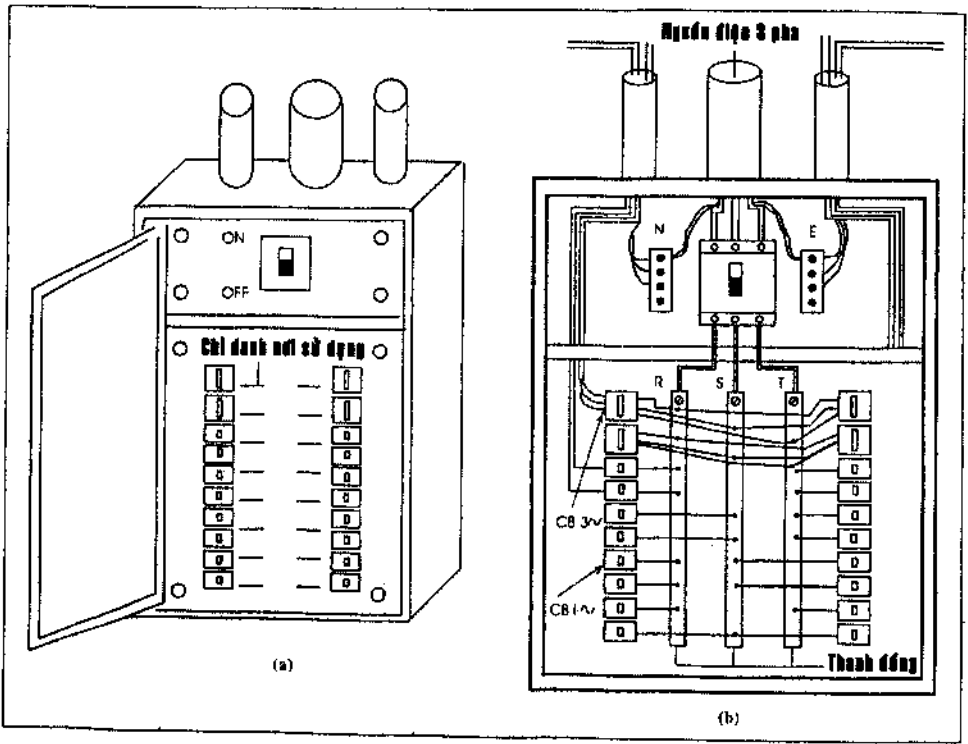 Nguồn điện 3 pha
ON
OFF
Chỉ danh nơi sử dụng
N
E
R S T
CB 3~
CB 1~
Thanh đồng
(a)
(b)